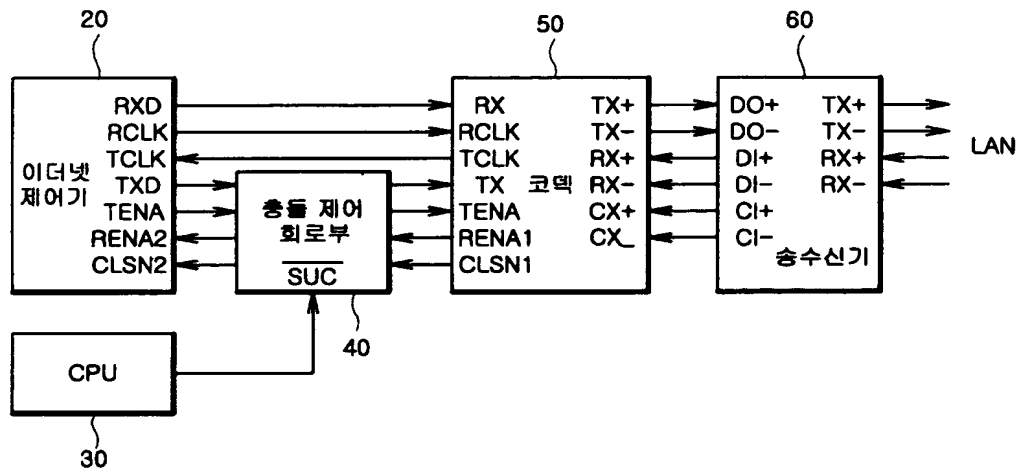 20
50
60
RXD
RCLK
TCLK
TXD
TENA
RENA2
CLSN2
이더넷
제어기
충돌 제어
회로부
SUC
40
RX
RCLK
TCLK
TX
TENA
RENA1
CLSN1
코덱
TX+
TX-
RX+
RX-
CX+
CX_
DO+
DO-
DI+
DI-
CI+
CI-
TX+
TX-
RX+
RX-
송수신기
LAN
CPU
30